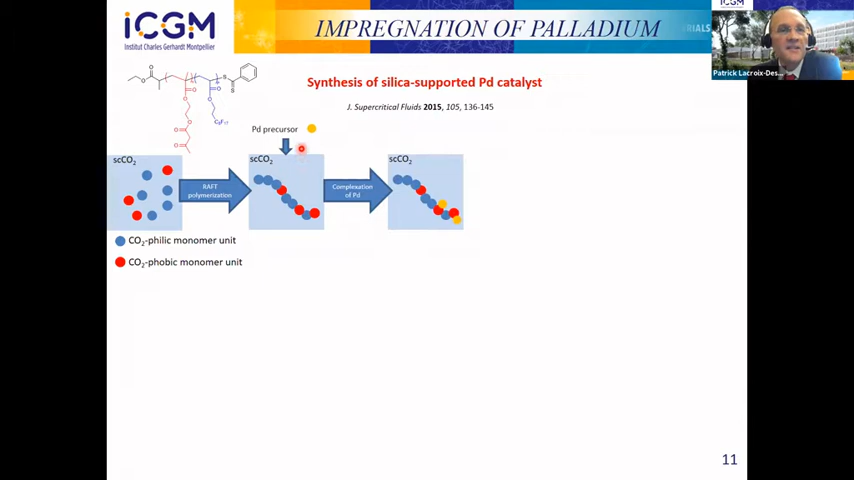 iCGM
Institut Charles Gerhardt Montpellier
IMPREGNATION OF PALLADIUM
Patrick Lacroix-Des...
Synthesis of silica-supported Pd catalyst
J. Supercritical Fluids 2015, 105, 136-145
Pd precursor
scCO2
scCO2
scCO2
RAFT
polymerization
Complexation
of Pd
CO2-philic monomer unit
CO2-phobic monomer unit
11